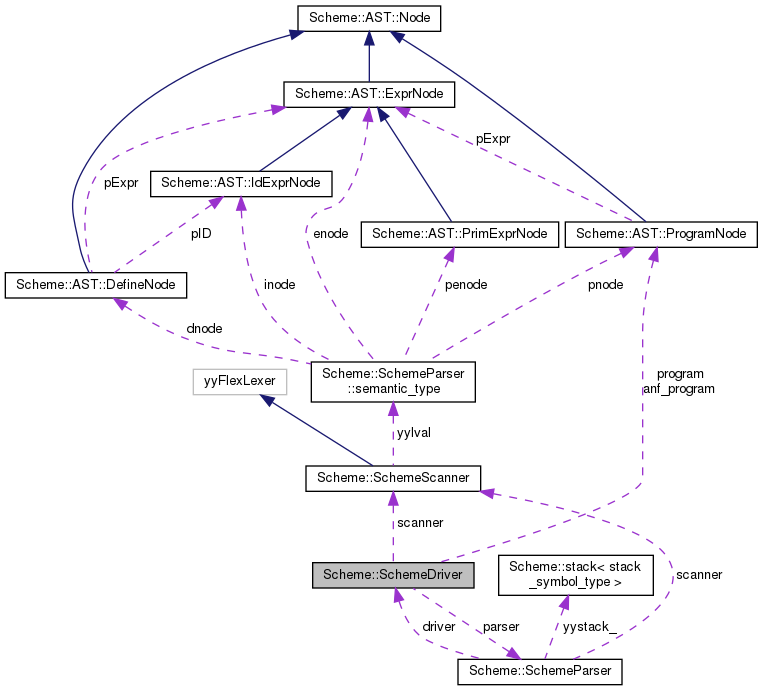 Scheme::AST::Node
Scheme::AST::ExprNode
pExpr
pExpr
Scheme::AST::IdExprNode
pID
enode
Scheme::AST::PrimExprNode
Scheme::AST::ProgramNode
Scheme::AST::DefineNode
inode
penode
pnode
dnode
Scheme::SchemeParser
::semantic_type
yyFlexLexer
program
anf_program
yylval
Scheme::SchemeScanner
scanner
Scheme::SchemeDriver
Scheme::stack< stack
_symbol_type >
scanner
driver
parser
yystack_
Scheme::SchemeParser